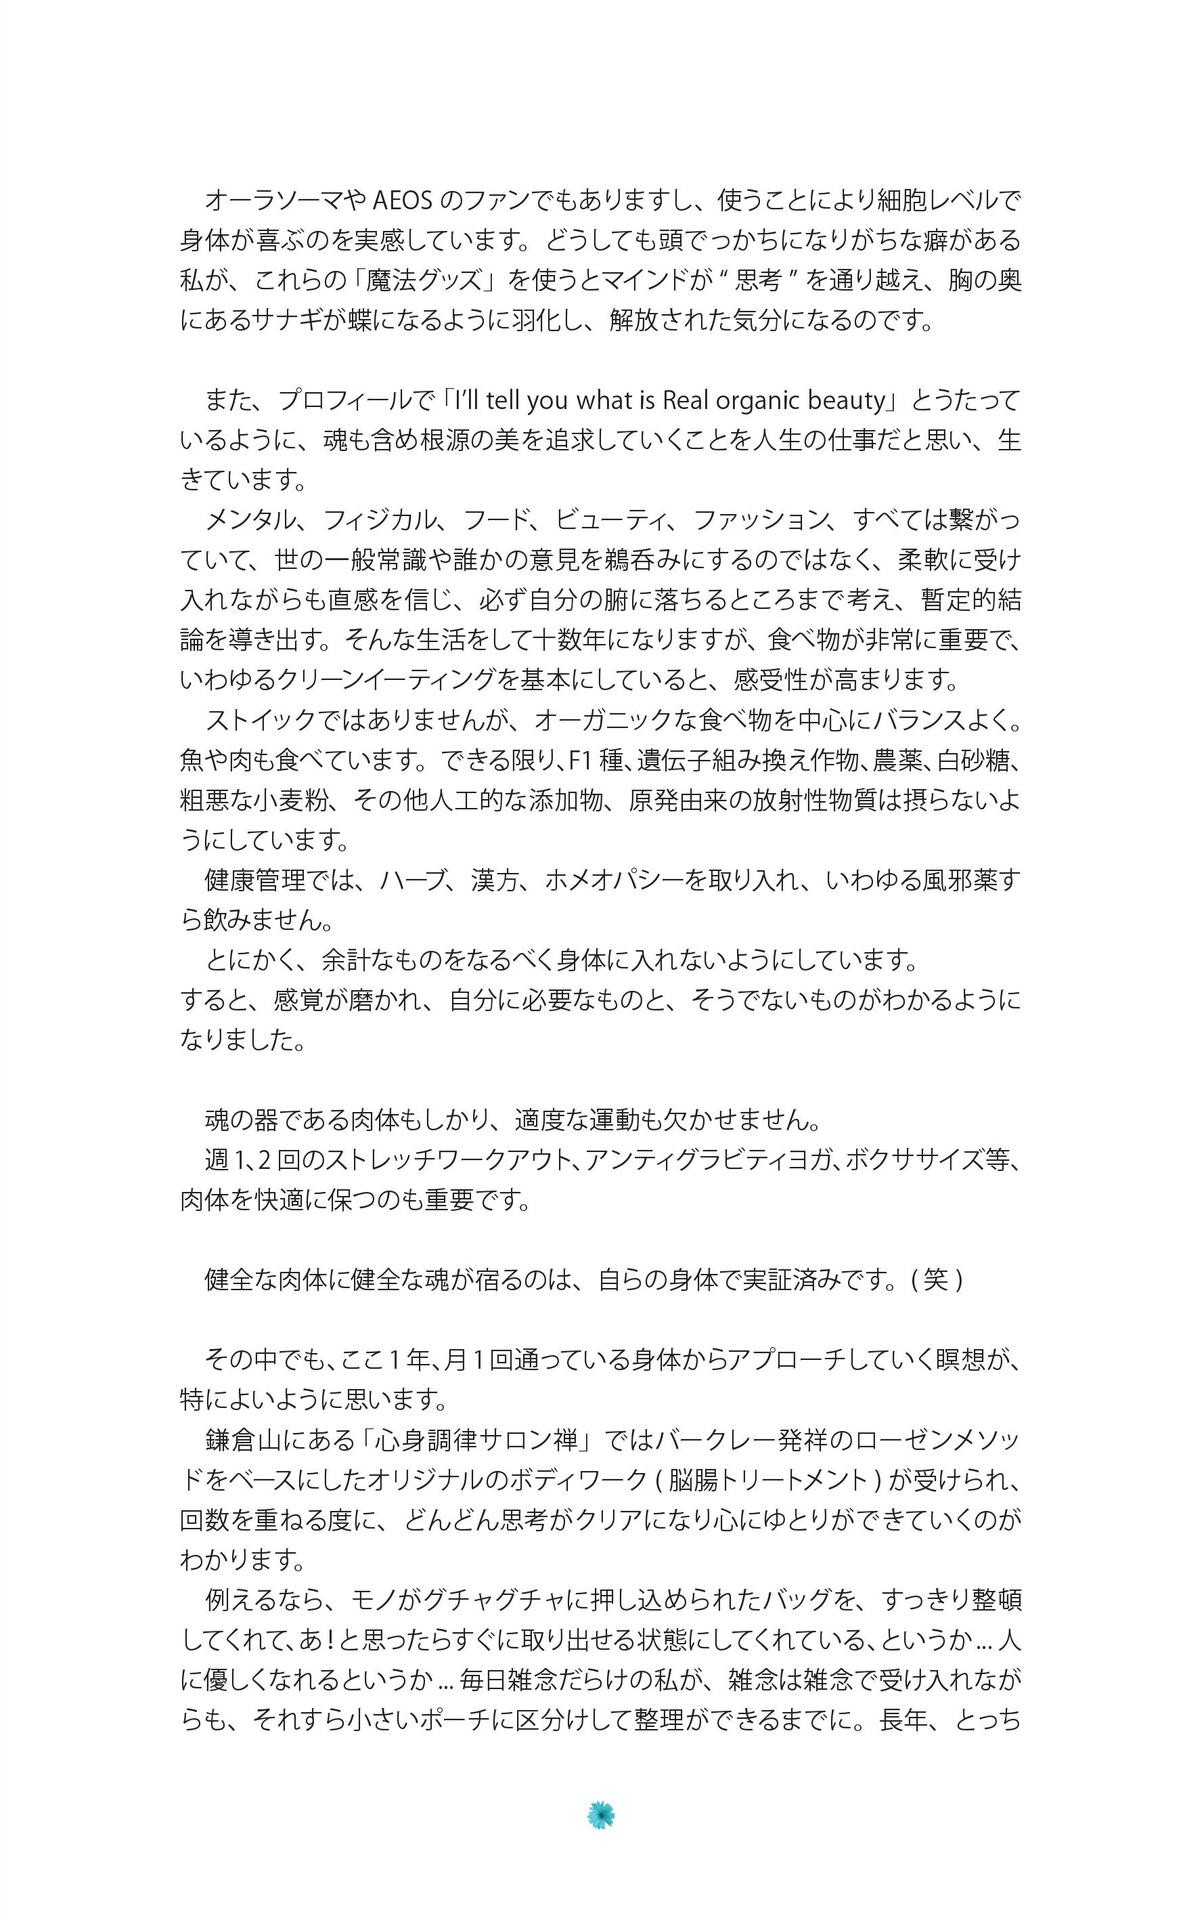 オーラソーマや AEOS のファンでもありますし、使うことにより細胞レベルで
身体が喜ぶのを実感しています。どうしても頭でっかちになりがちな癖がある
私が、これらの「魔法グッズ」を使うとマインドが “ 思考 ” を通り越え、胸の奥
にあるサナギが蝶になるように羽化し、解放された気分になるのです。
また、プロフィールで「I’ll tell you what is Real organic beauty」とうたって
いるように、魂も含め根源の美を追求していくことを人生の仕事だと思い、生
きています。
メンタル、フィジカル、フード、ビューティ、ファッション、すべては繋がっ
ていて、世の一般常識や誰かの意見を鵜呑みにするのではなく、柔軟に受け
入れながらも直感を信じ、必ず自分の腑に落ちるところまで考え、暫定的結
論を導き出す。そんな生活をして十数年になりますが、食べ物が非常に重要で、
いわゆるクリーンイーティングを基本にしていると、感受性が高まります。
ストイックではありませんが、オーガニックな食べ物を中心にバランスよく。
魚や肉も食べています。できる限り、F1 種、遺伝子組み換え作物、農薬、白砂糖、
粗悪な小麦粉、その他人工的な添加物、原発由来の放射性物質は摂らないよ
うにしています。
健康管理では、ハーブ、漢方、ホメオパシーを取り入れ、いわゆる風邪薬す
ら飲みません。
とにかく、余計なものをなるべく身体に入れないようにしています。
すると、感覚が磨かれ、自分に必要なものと、そうでないものがわかるように
なりました。
魂の器である肉体もしかり、適度な運動も欠かせません。
週 1、2 回のストレッチワークアウト、アンティグラビティヨガ、ボクササイズ等、
肉体を快適に保つのも重要です。
健全な肉体に健全な魂が宿るのは、自らの身体で実証済みです。( 笑 )
その中でも、ここ 1 年、月 1 回通っている身体からアプローチしていく瞑想が、
特によいように思います。
鎌倉山にある「心身調律サロン禅」ではバークレー発祥のローゼンメソッ
ドをベースにしたオリジナルのボディワーク ( 脳腸トリートメント ) が受けられ、
回数を重ねる度に、どんどん思考がクリアになり心にゆとりができていくのが
わかります。
例えるなら、モノがグチャグチャに押し込められたバッグを、すっきり整頓
してくれて、あ ! と思ったらすぐに取り出せる状態にしてくれている、というか ... 人
に優しくなれるというか ... 毎日雑念だらけの私が、雑念は雑念で受け入れなが
らも、それすら小さいポーチに区分けして整理ができるまでに。長年、とっち